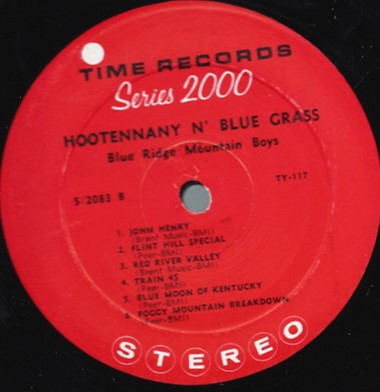 TIME RECORDS
Series 2000
HOOTENNANY N' BLUE GRASS
Blue Ridge Mountain Boys
S 2083 B
TY-117
1. JOHN HENRY
(Brent Music-BMI)
2. FLINT HILL SPECIAL
(Peer-BMI)
3. RED RIVER VALLEY
(Brent Music-BMI)
4. TRAIN 45
(Peer-BMI)
5. BLUE MOON OF KENTUCKY
(Peer-BMI)
6. FOGGY MOUNTAIN BREAKDOWN
(Peer-BMI)
STEREO